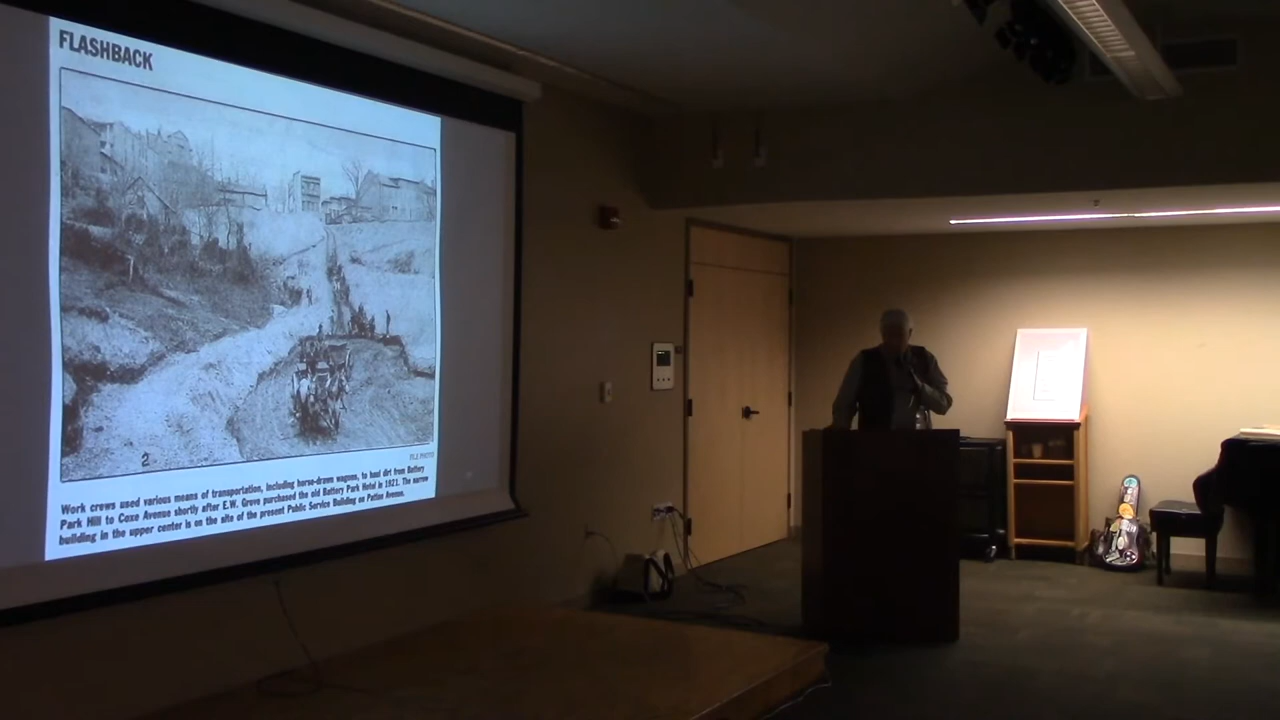 FLASHBACK
2
FILE PHOTO
Work crews used various means of transportation, including horse-drawn wagons, to haul dirt from Battery
Park Hill to Coxe Avenue shortly after E.W. Grove purchased the old Battery Park Hotel in 1921. The narrow
building in the upper center is on the site of the present Public Service Building on Patton Avenue.